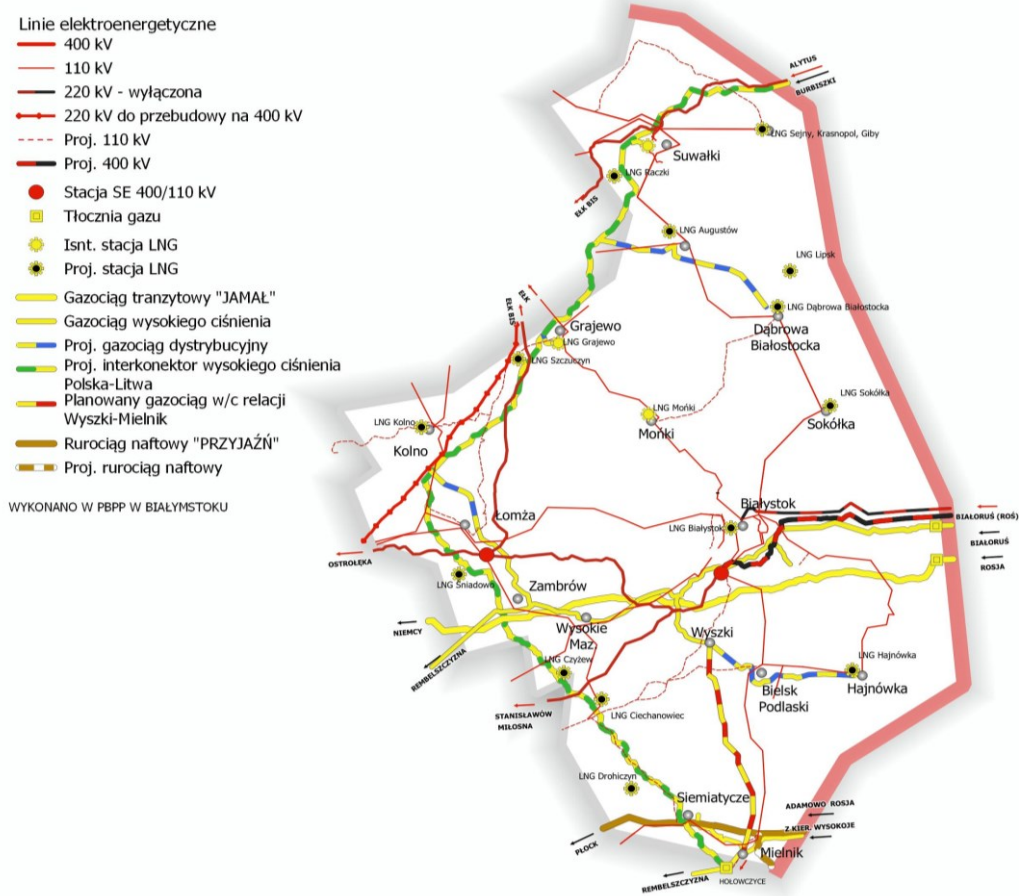 Linie elektroenergetyczne
400 kV
110 kV
220 kV - wyłączona
220 kV do przebudowy na 400 kV
Proj. 110 kV
Proj. 400 kV
Stacja SE 400/110 kV
Tłocznia gazu
Isnt. stacja LNG
Proj. stacja LNG
Gazociąg tranzytowy "JAMAŁ"
Gazociąg wysokiego ciśnienia
Proj. gazociąg dystrybucyjny
Proj. interkonektor wysokiego ciśnienia
Polska-Litwa
Planowany gazociąg w/c relacji
Wyszki-Mielnik
Rurociąg naftowy "PRZYJAŹŃ"
Proj. rurociąg naftowy
WYKONANO W PBPP W BIAŁYMSTOKU
ALYTUS
BURBISZKI
LNG Sejny, Krasnopol, Giby
Suwałki
LNG Raczki
EŁK BIS
LNG Augustów
LNG Lipsk
LNG Dąbrowa Białostocka
Dąbrowa
Białostocka
EŁK
EŁK BIS
Grajewo
LNG Grajewo
LNG Szczuczyn
LNG Kolno
Kolno
LNG Mońki
Mońki
LNG Sokółka
Sokółka
Łomża
Białystok
LNG Białystok
BIAŁORUŚ (ROŚ)
BIAŁORUŚ
ROSJA
OSTROŁĘKA
LNG Śniadowo
Zambrów
NIEMCY
REMBELSZCZYZNA
Wysokie
Maz.
Wyszki
LNG Czyżew
LNG Hajnówka
Hajnówka
Bielsk
Podlaski
STANISŁAWÓW
MIŁOSNA
LNG Ciechanowiec
LNG Drohiczyn
Siemiatycze
ADAMOWO ROSJA
Z KIER. WYSOKOJE
PŁOCK
Mielnik
REMBELSZCZYZNA
HOŁOWCZYCE